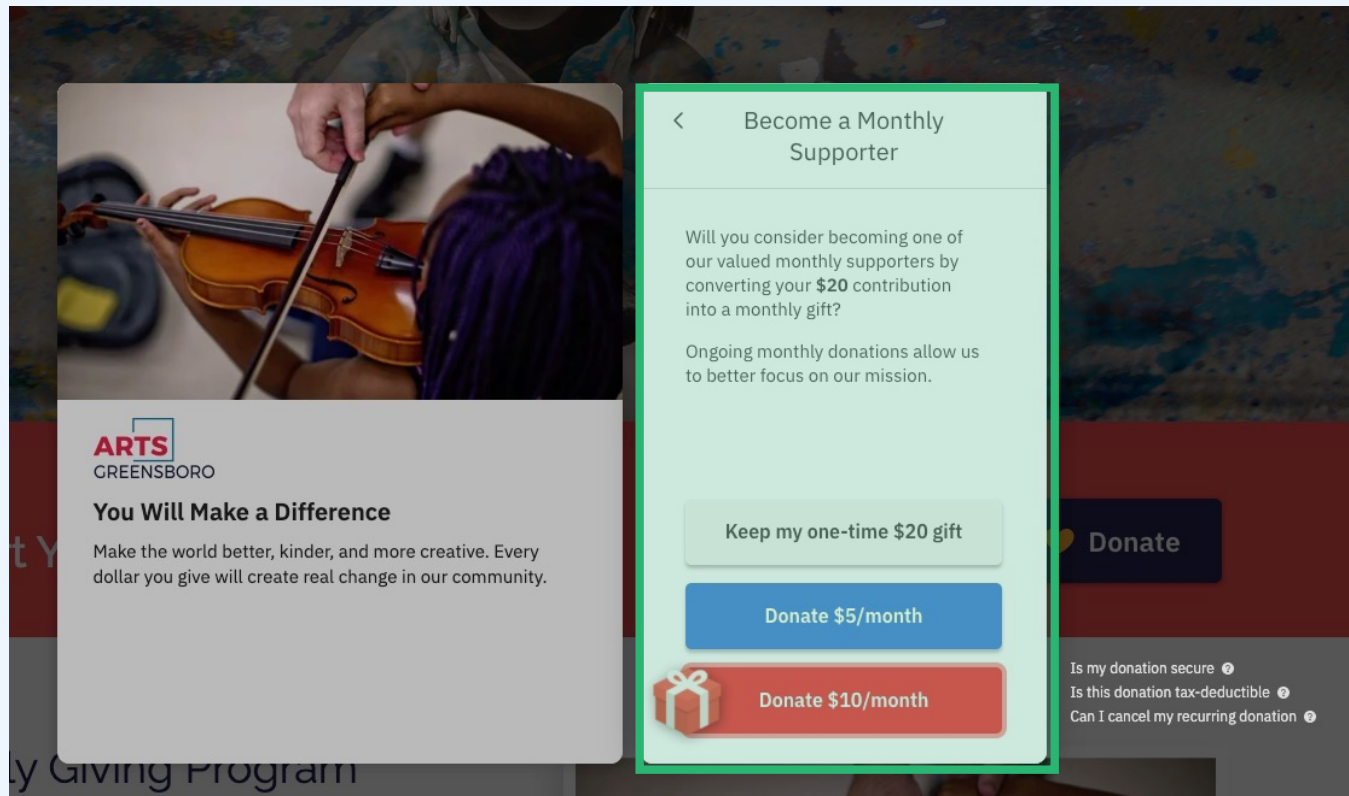 Become a Monthly
Supporter
Will you consider becoming one of
our valued monthly supporters by
converting your $20 contribution
into a monthly gift?
Ongoing monthly donations allow us
to better focus on our mission.
Keep my one-time $20 gift
Donate $5/month
Donate $10/month
ARTS
GREENSBORO
You Will Make a Difference
Make the world better, kinder, and more creative. Every
dollar you give will create real change in our community.
t Y
Donate
Is my donation secure
Is this donation tax-deductible
Can I cancel my recurring donation
ly Giving Program